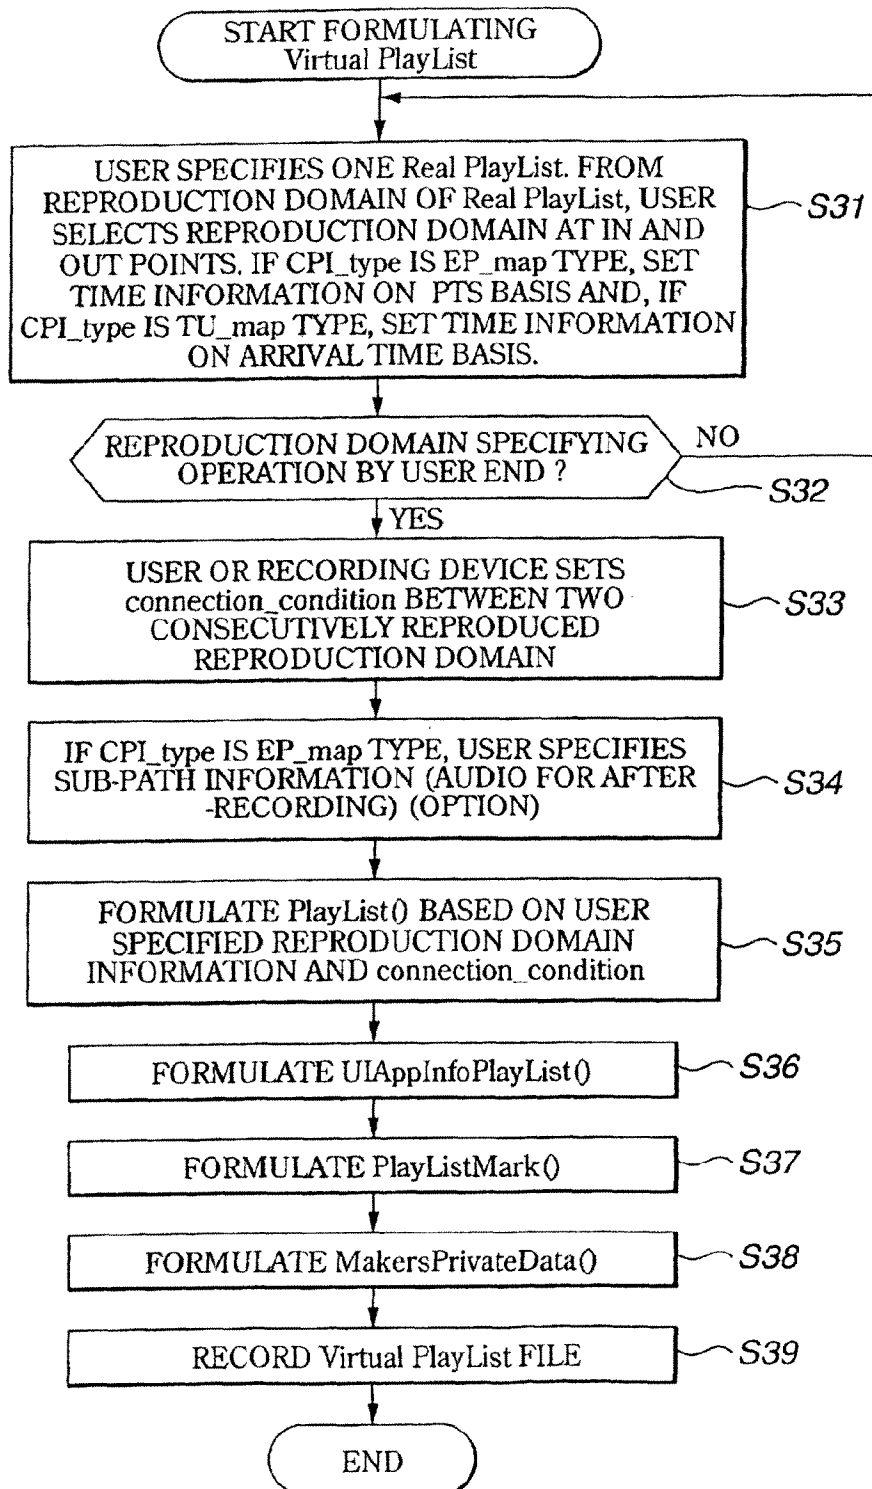 START FORMULATING
Virtual PlayList
USER SPECIFIES ONE Real PlayList. FROM
REPRODUCTION DOMAIN OF Real PlayList, USER
SELECTS REPRODUCTION DOMAIN AT IN AND
OUT POINTS. IF CPI_type IS EP_map TYPE, SET
TIME INFORMATION ON PTS BASIS AND, IF
CPI_type IS TU_map TYPE, SET TIME INFORMATION
ON ARRIVAL TIME BASIS.
S31
REPRODUCTION DOMAIN SPECIFYING
OPERATION BY USER END ?
NO
S32
YES
USER OR RECORDING DEVICE SETS
connection_condition BETWEEN TWO
CONSECUTIVELY REPRODUCED
REPRODUCTION DOMAIN
S33
IF CPI_type IS EP_map TYPE, USER SPECIFIES
SUB-PATH INFORMATION (AUDIO FOR AFTER
-RECORDING) (OPTION)
S34
FORMULATE PlayList() BASED ON USER
SPECIFIED REPRODUCTION DOMAIN
INFORMATION AND connection_condition
S35
FORMULATE UIAppInfoPlayList()
S36
FORMULATE PlayListMark()
S37
FORMULATE MakersPrivateData()
S38
RECORD Virtual PlayList FILE
S39
END